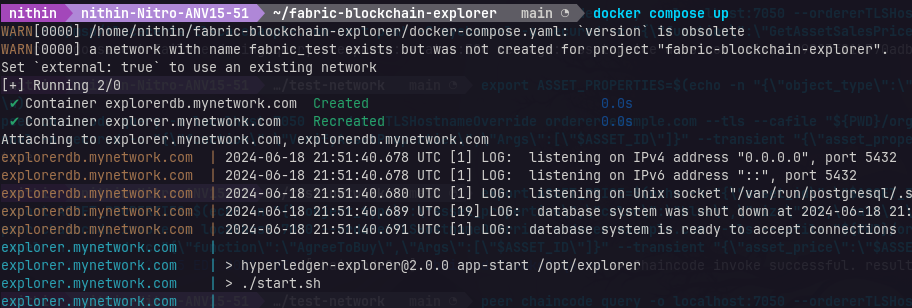 nithin nithin-Nitro-ANV15-51 ~/fabric-blockchain-explorer main docker compose up
WARN[0000] /home/nithin/fabric-blockchain-explorer/docker-compose.yaml: `version` is obsolete
WARN[0000] a network with name fabric_test exists but was not created for project "fabric-blockchain-explorer".
Set `external: true` to use an existing network
[+] Running 2/0
✔ Container explorerdb.mynetwork.com Created 0.0s
✔ Container explorer.mynetwork.com Recreated 0.0s
Attaching to explorer.mynetwork.com, explorerdb.mynetwork.com
explorerdb.mynetwork.com | 2024-06-18 21:51:40.678 UTC [1] LOG: listening on IPv4 address "0.0.0.0", port 5432
explorerdb.mynetwork.com | 2024-06-18 21:51:40.678 UTC [1] LOG: listening on IPv6 address "::", port 5432
explorerdb.mynetwork.com | 2024-06-18 21:51:40.680 UTC [1] LOG: listening on Unix socket "/var/run/postgresql/.s
explorerdb.mynetwork.com | 2024-06-18 21:51:40.689 UTC [19] LOG: database system was shut down at 2024-06-18 21:
explorerdb.mynetwork.com | 2024-06-18 21:51:40.691 UTC [1] LOG: database system is ready to accept connections
explorer.mynetwork.com |
explorer.mynetwork.com | > hyperledger-explorer@2.0.0 app-start /opt/explorer
explorer.mynetwork.com | > ./start.sh
explorer.mynetwork.com |